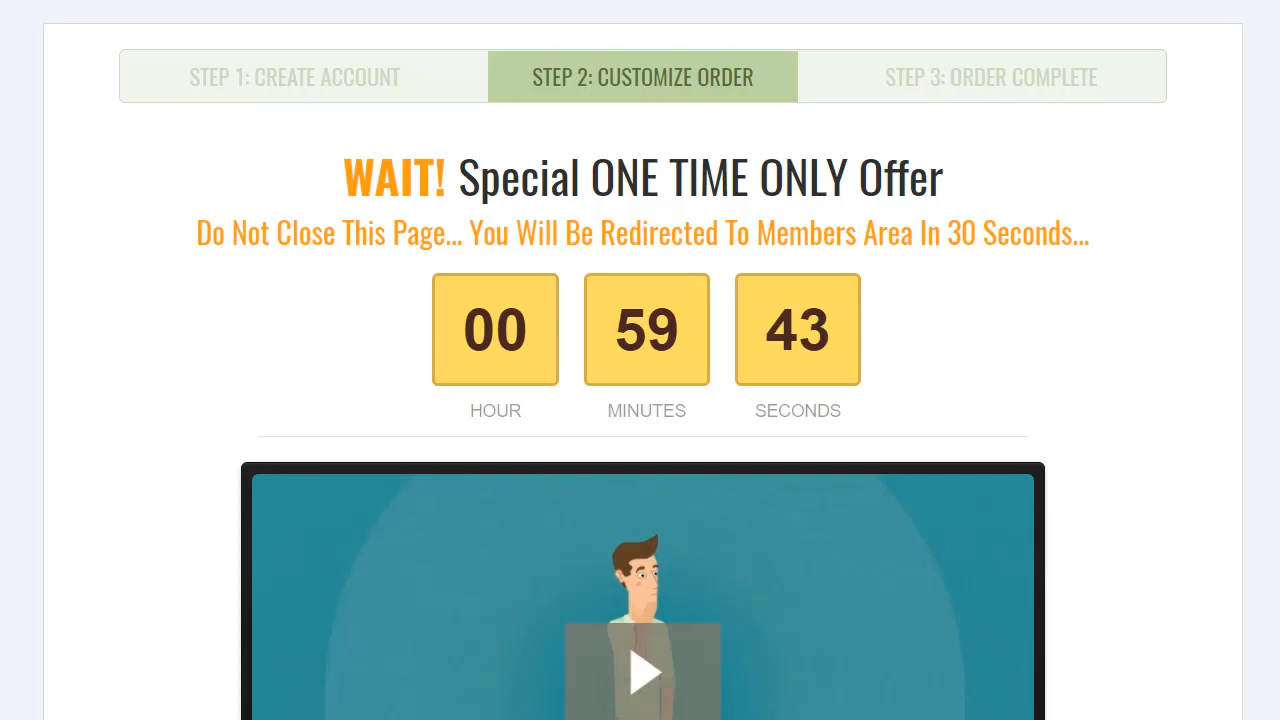 STEP 1: CREATE ACCOUNT
STEP 2: CUSTOMIZE ORDER
STEP 3: ORDER COMPLETE
WAIT! Special ONE TIME ONLY Offer
Do Not Close This Page... You Will Be Redirected To Members Area In 30 Seconds...
00 59 43
HOUR MINUTES SECONDS